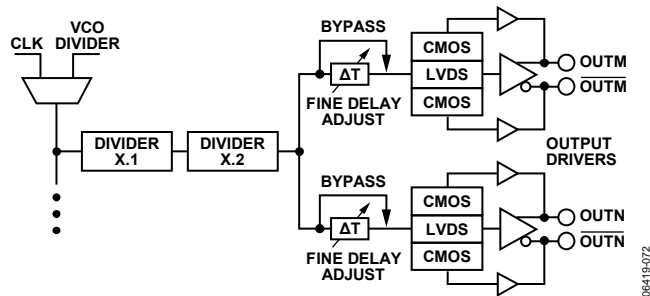 VCO
CLK DIVIDER
DIVIDER
X.1
DIVIDER
X.2
BYPASS
ΔT
FINE DELAY
ADJUST
CMOS
LVDS
CMOS
OUTM
OUTM
OUTPUT
DRIVERS
BYPASS
ΔT
FINE DELAY
ADJUST
CMOS
LVDS
CMOS
OUTN
OUTN
06419-072